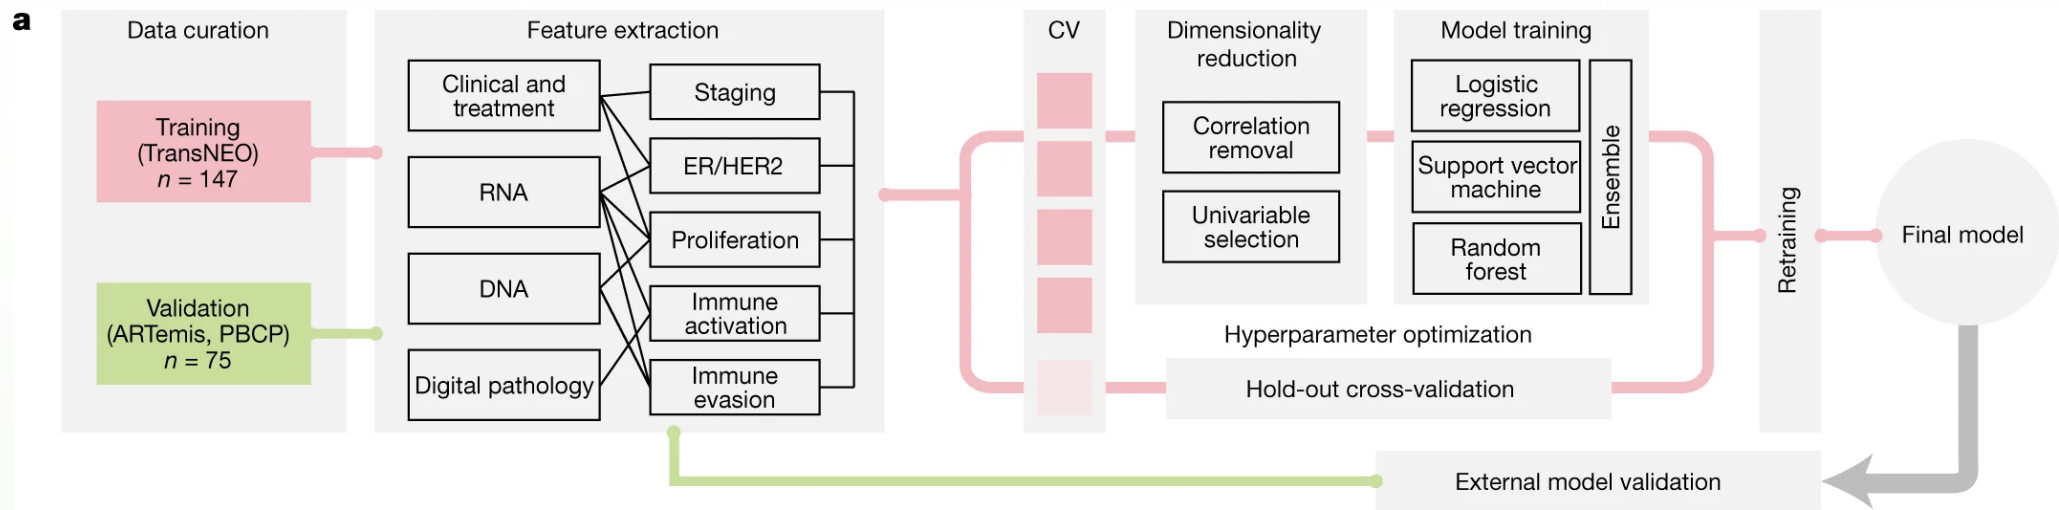 a
Data curation
Training
(TransNEO)
n = 147
Validation
(ARTemis, PBCP)
n = 75
Feature extraction
Clinical and
treatment
RNA
DNA
Digital pathology
Staging
ER/HER2
Proliferation
Immune
activation
Immune
evasion
CV
Dimensionality
reduction
Correlation
removal
Univariable
selection
Model training
Logistic
regression
Support vector
machine
Random
forest
Ensemble
Hyperparameter optimization
Hold-out cross-validation
Retraining
Final model
External model validation